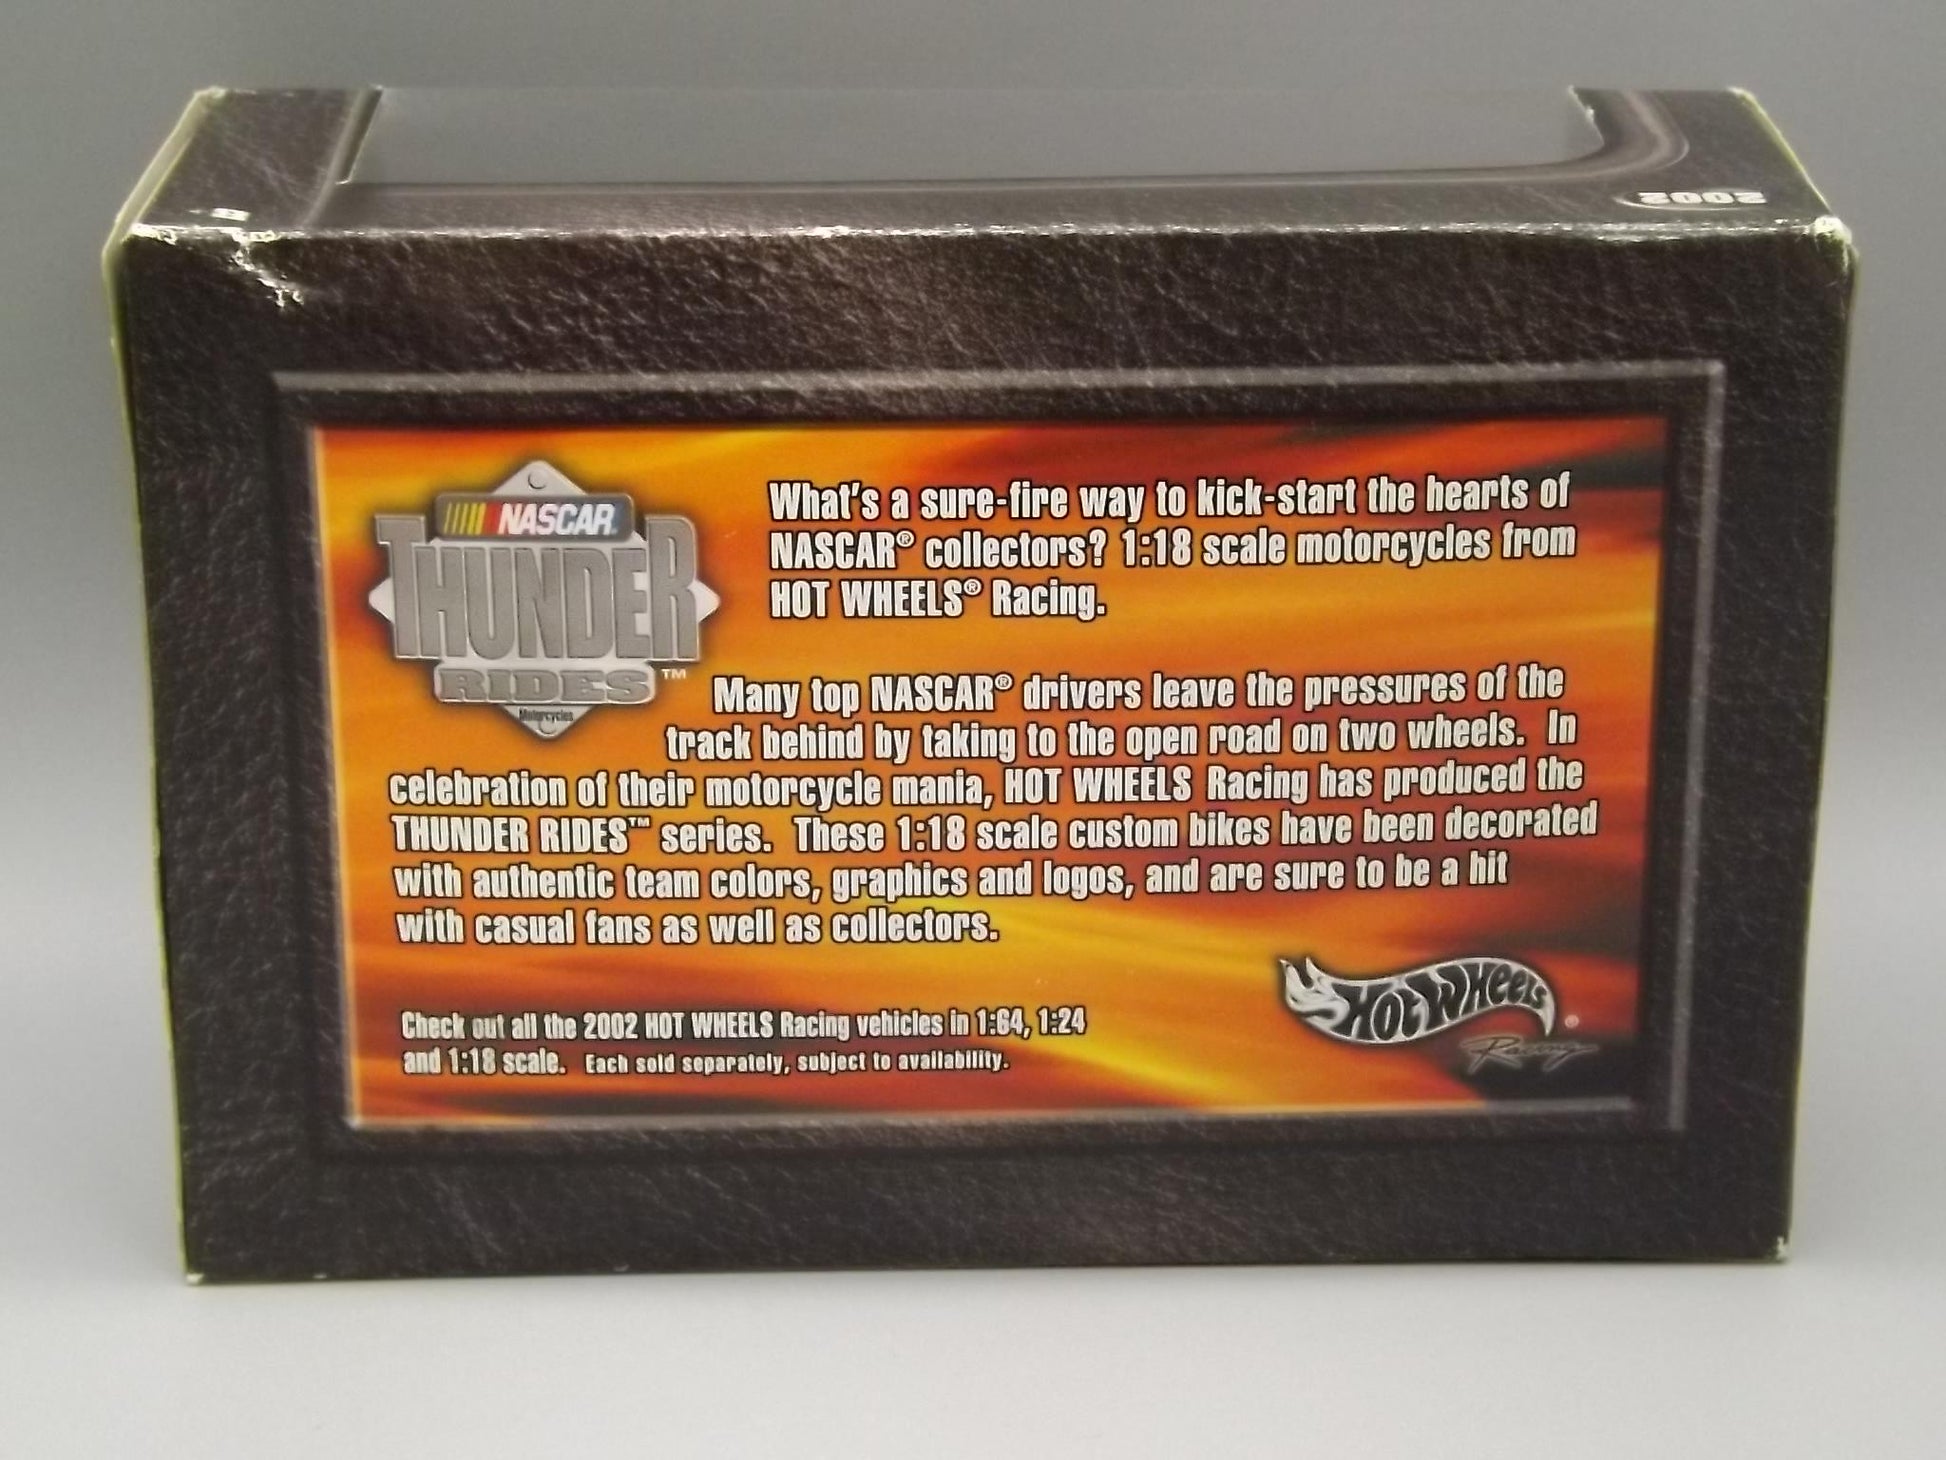 2002
NASCAR
THUNDER
RIDES™
Motorcycles
What's a sure-fire way to kick-start the hearts of
NASCAR® collectors? 1:18 scale motorcycles from
HOT WHEELS® Racing.
Many top NASCAR® drivers leave the pressures of the
track behind by taking to the open road on two wheels. In
celebration of their motorcycle mania, HOT WHEELS Racing has produced the
THUNDER RIDES™ series. These 1:18 scale custom bikes have been decorated
with authentic team colors, graphics and logos, and are sure to be a hit
with casual fans as well as collectors.
Check out all the 2002 HOT WHEELS Racing vehicles in 1:64, 1:24
and 1:18 scale. Each sold separately, subject to availability.
HOT WHEELS®
Racing